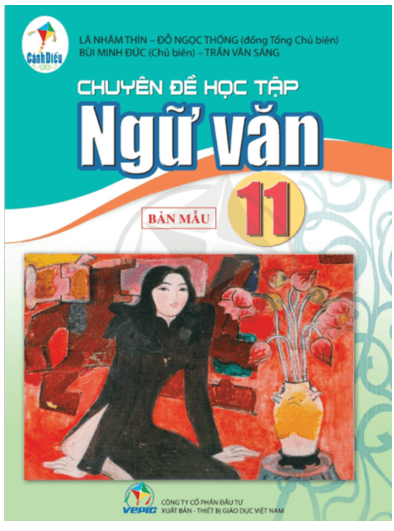 LÃ NHÂM THÌN – ĐỖ NGỌC THỐNG (đồng Tổng Chủ biên)
BÙI MINH ĐỨC (Chủ biên) – TRẦN VĂN SÁNG
Cánh Diều
CHUYÊN ĐỀ HỌC TẬP
Ngữ văn
11
BẢN MẪU
VEPIC
CÔNG TY CỔ PHẦN ĐẦU TƯ
XUẤT BẢN - THIẾT BỊ GIÁO DỤC VIỆT NAM